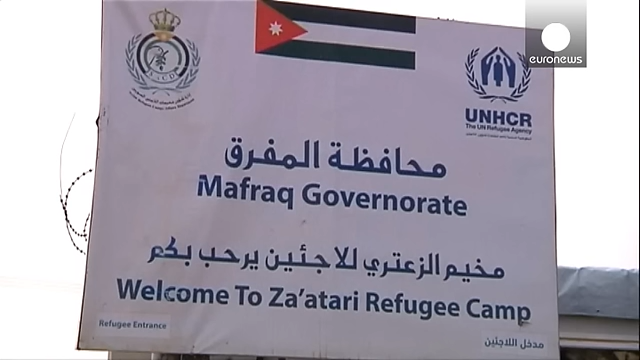 euronews
UNHCR
The UN Refugee Agency
محافظة المفرق
Mafraq Governorate
مخيم الزعتري للاجئين يرحب بكم
Welcome To Za'atari Refugee Camp
Refugee Entrance
مدخل اللاجئين